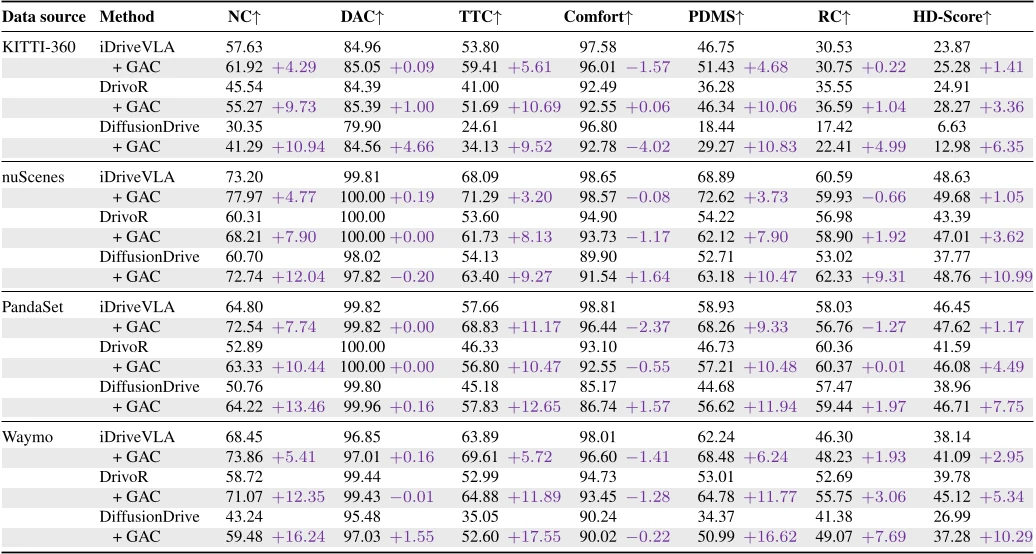 Data source Method NC↑ DAC↑ TTC↑ Comfort↑ PDMS↑ RC↑ HD-Score↑
KITTI-360 iDriveVLA 57.63 84.96 53.80 97.58 46.75 30.53 23.87
+ GAC 61.92 +4.29 85.05 +0.09 59.41 +5.61 96.01 −1.57 51.43 +4.68 30.75 +0.22 25.28 +1.41
DrivoR 45.54 84.39 41.00 92.49 36.28 35.55 24.91
+ GAC 55.27 +9.73 85.39 +1.00 51.69 +10.69 92.55 +0.06 46.34 +10.06 36.59 +1.04 28.27 +3.36
DiffusionDrive 30.35 79.90 24.61 96.80 18.44 17.42 6.63
+ GAC 41.29 +10.94 84.56 +4.66 34.13 +9.52 92.78 −4.02 29.27 +10.83 22.41 +4.99 12.98 +6.35
nuScenes iDriveVLA 73.20 99.81 68.09 98.65 68.89 60.59 48.63
+ GAC 77.97 +4.77 100.00 +0.19 71.29 +3.20 98.57 −0.08 72.62 +3.73 59.93 −0.66 49.68 +1.05
DrivoR 60.31 100.00 53.60 94.90 54.22 56.98 43.39
+ GAC 68.21 +7.90 100.00 +0.00 61.73 +8.13 93.73 −1.17 62.12 +7.90 58.90 +1.92 47.01 +3.62
DiffusionDrive 60.70 98.02 54.13 89.90 52.71 53.02 37.77
+ GAC 72.74 +12.04 97.82 −0.20 63.40 +9.27 91.54 +1.64 63.18 +10.47 62.33 +9.31 48.76 +10.99
PandaSet iDriveVLA 64.80 99.82 57.66 98.81 58.93 58.03 46.45
+ GAC 72.54 +7.74 99.82 +0.00 68.83 +11.17 96.44 −2.37 68.26 +9.33 56.76 −1.27 47.62 +1.17
DrivoR 52.89 100.00 46.33 93.10 46.73 60.36 41.59
+ GAC 63.33 +10.44 100.00 +0.00 56.80 +10.47 92.55 −0.55 57.21 +10.48 60.37 +0.01 46.08 +4.49
DiffusionDrive 50.76 99.80 45.18 85.17 44.68 57.47 38.96
+ GAC 64.22 +13.46 99.96 +0.16 57.83 +12.65 86.74 +1.57 56.62 +11.94 59.44 +1.97 46.71 +7.75
Waymo iDriveVLA 68.45 96.85 63.89 98.01 62.24 46.30 38.14
+ GAC 73.86 +5.41 97.01 +0.16 69.61 +5.72 96.60 −1.41 68.48 +6.24 48.23 +1.93 41.09 +2.95
DrivoR 58.72 99.44 52.99 94.73 53.01 52.69 39.78
+ GAC 71.07 +12.35 99.43 −0.01 64.88 +11.89 93.45 −1.28 64.78 +11.77 55.75 +3.06 45.12 +5.34
DiffusionDrive 43.24 95.48 35.05 90.24 34.37 41.38 26.99
+ GAC 59.48 +16.24 97.03 +1.55 52.60 +17.55 90.02 −0.22 50.99 +16.62 49.07 +7.69 37.28 +10.29